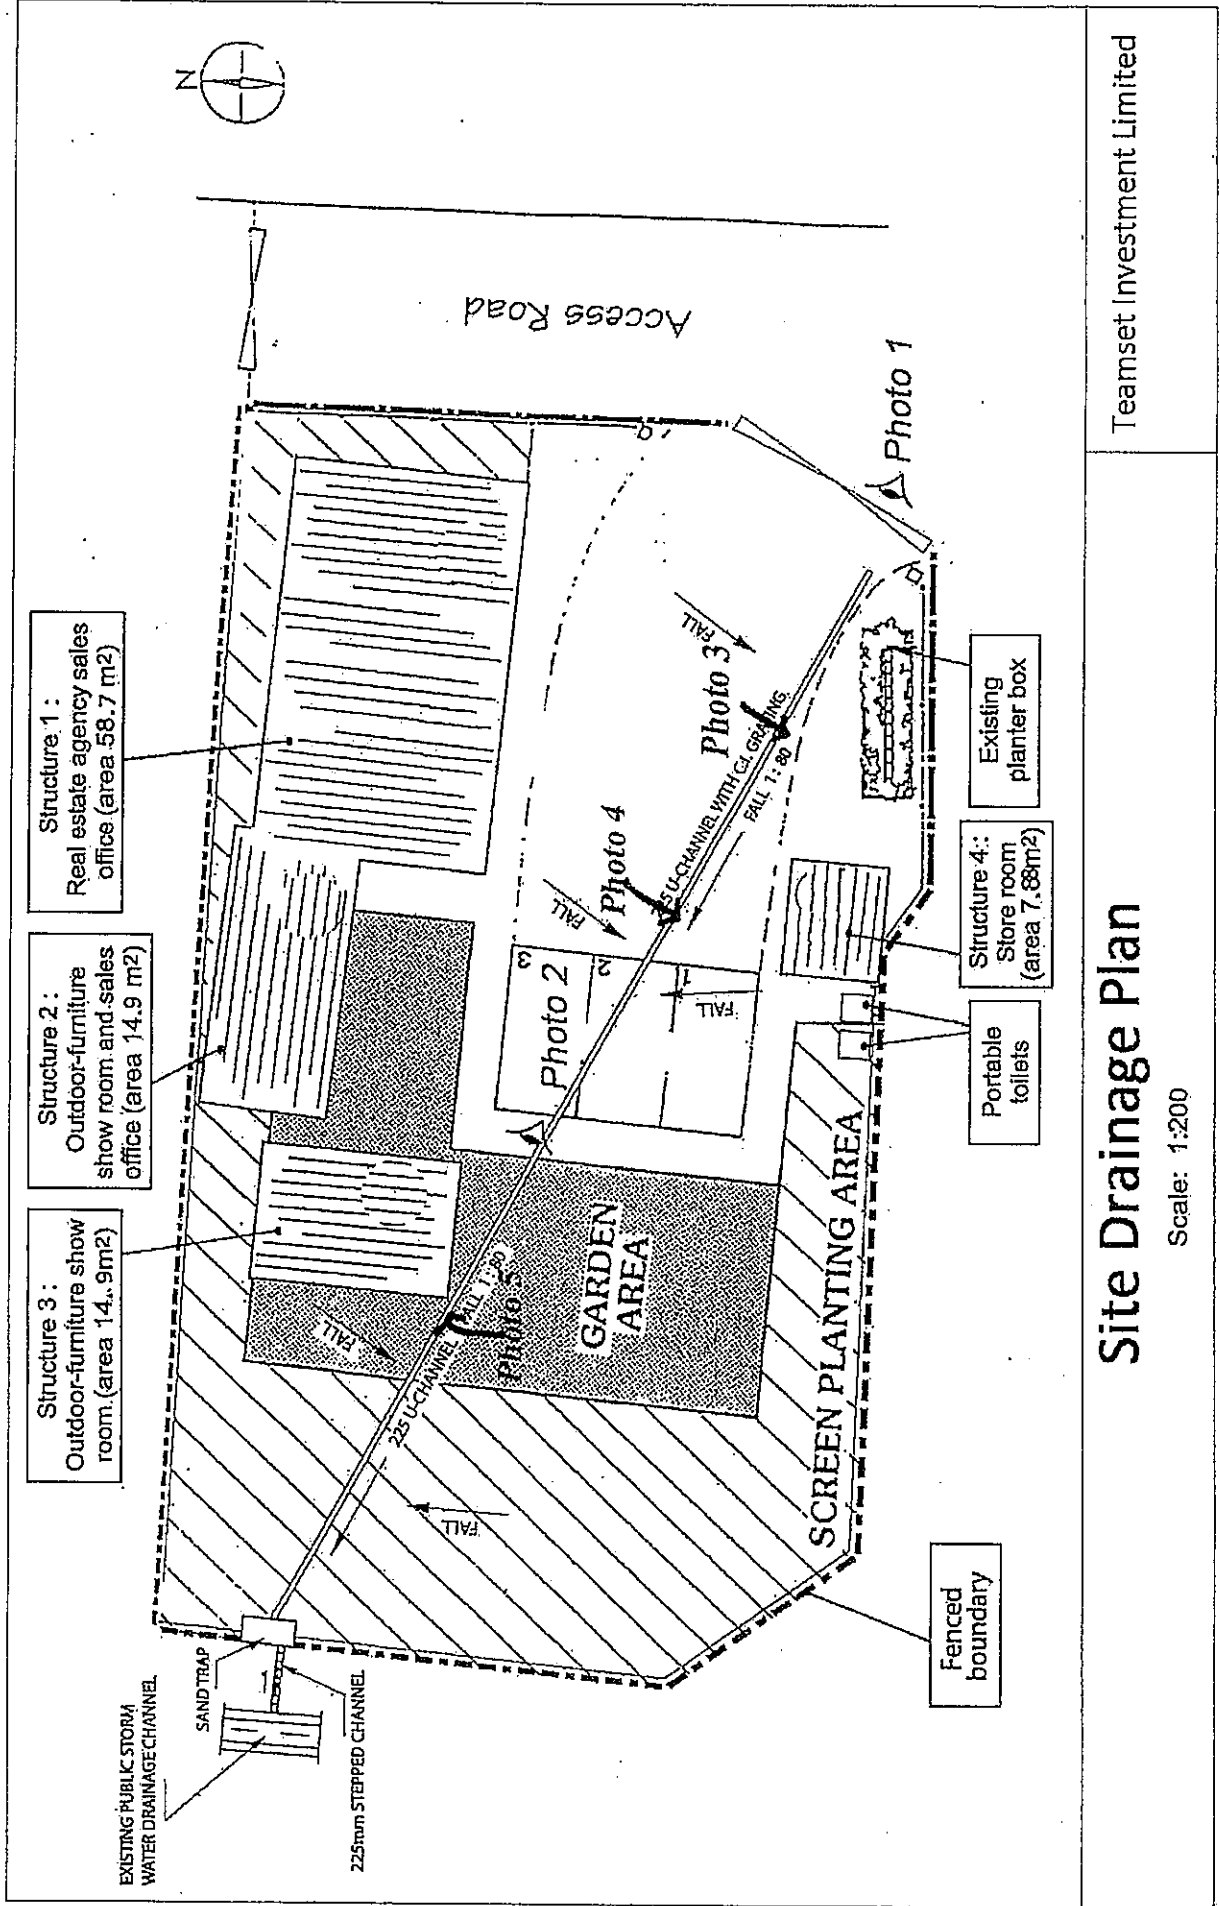 EXISTING PUBLIC STORM
WATER DRAINAGE CHANNEL
SAND TRAP
225mm STEPPED CHANNEL
Structure 3 :
Outdoor-furniture show
room.(area 14.9m2)
Structure 2 :
Outdoor-furniture
show room and sales
office (area 14.9 m2)
Structure 1 :
Real estate agency sales
office (area 58.7 m2)
N
Access Road
FALL
225 U-CHANNEL FALL 1 : 80
Photo 5
FALL
GARDEN
AREA
Photo 2
3
2
1
FALL
FALL
Photo 4
225 U-CHANNEL WITH G.I. GRATING
FALL 1 : 80
Photo 3
FALL
Photo 1
SCREEN PLANTING AREA
Fenced
boundary
Portable
toilets
Structure 4 :
Store room
(area 7.88m2)
Existing
planter box
Site Drainage Plan
Scale: 1:200
Teamset Investment Limited